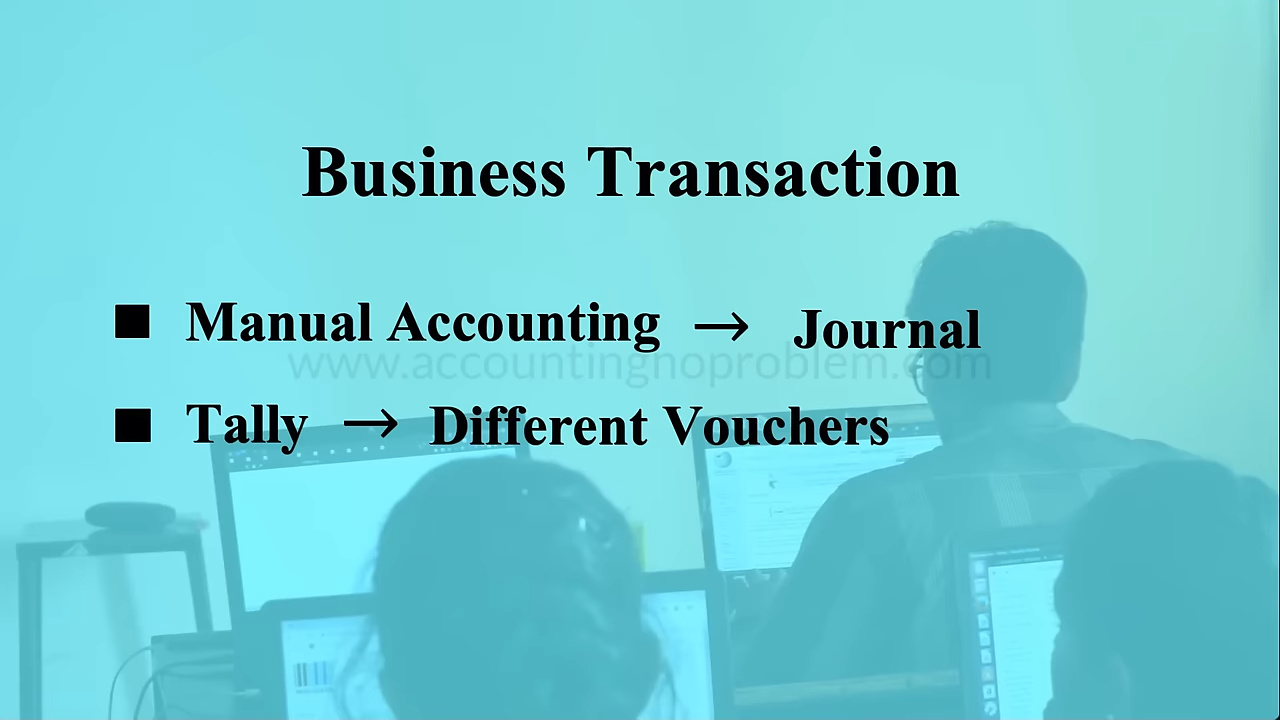 Business Transaction
■ Manual Accounting → Journal
www.accountingnoproblem.com
■ Tally → Different Vouchers